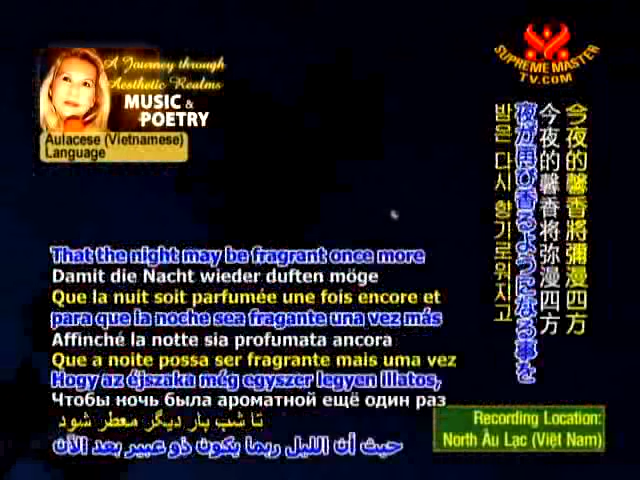 A Journey through
Aesthetic Realms
MUSIC &
POETRY
Aulacese (Vietnamese)
Language
SUPREME MASTER
TV.COM
今夜的馨香將彌漫四方
今夜的馨香将弥漫四方
夜が再び香るようになる事を
밤은 다시 향기로워지고
That the night may be fragrant once more
Damit die Nacht wieder duften möge
Que la nuit soit parfumée une fois encore et
para que la noche sea fragante una vez más
Affinché la notte sia profumata ancora
Que a noite possa ser fragrante mais uma vez
Hogy az éjszaka még egyszer legyen illatos,
Чтобы ночь была ароматной ещё один раз
تا شب بار دیگر معطر شود
حيث أن الليل ربما يكون ذو عبير بعد الآن
Recording Location:
North Âu Lạc (Việt Nam)